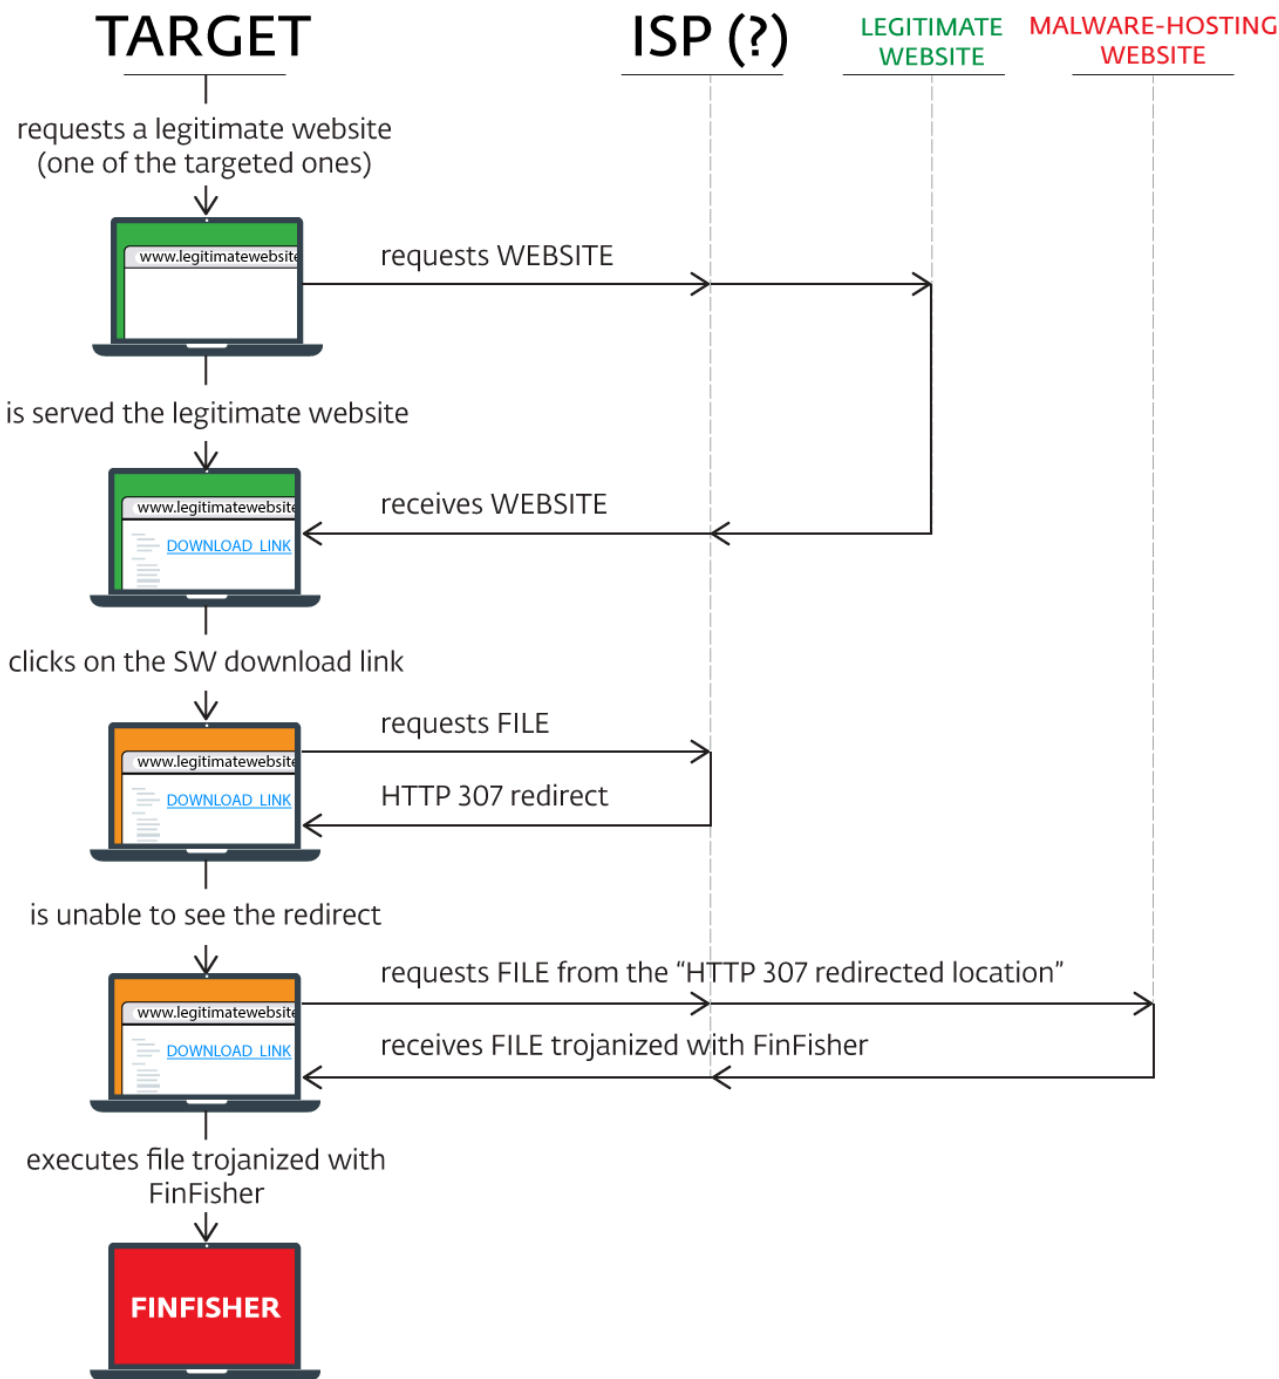 TARGET
ISP (?)
LEGITIMATE
WEBSITE
MALWARE-HOSTING
WEBSITE
requests a legitimate website
(one of the targeted ones)
www.legitimatewebsite
requests WEBSITE
is served the legitimate website
www.legitimatewebsite
DOWNLOAD LINK
receives WEBSITE
clicks on the SW download link
www.legitimatewebsite
DOWNLOAD LINK
requests FILE
HTTP 307 redirect
is unable to see the redirect
www.legitimatewebsite
DOWNLOAD LINK
requests FILE from the “HTTP 307 redirected location”
receives FILE trojanized with FinFisher
executes file trojanized with
FinFisher
FINFISHER